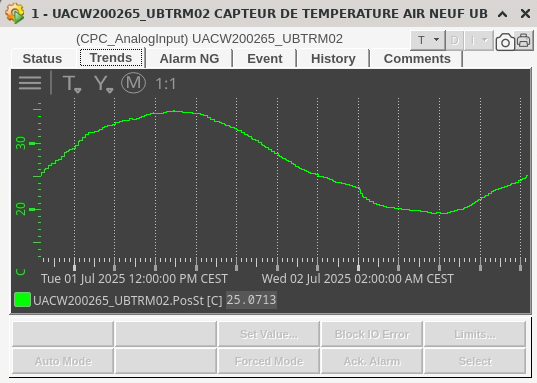 1 - UACW200265_UBTRM02 CAPTEUR DE TEMPERATURE AIR NEUF UB
(CPC_AnalogInput) UACW200265_UBTRM02
T D I
Status Trends Alarm NG Event History Comments
T Y M 1:1
30
20
C
Tue 01 Jul 2025 12:00:00 PM CEST Wed 02 Jul 2025 02:00:00 AM CEST
UACW200265_UBTRM02.PosSt [C] 25.0713
Set Value... Block IO Error Limits...
Auto Mode Forced Mode Ack. Alarm Select